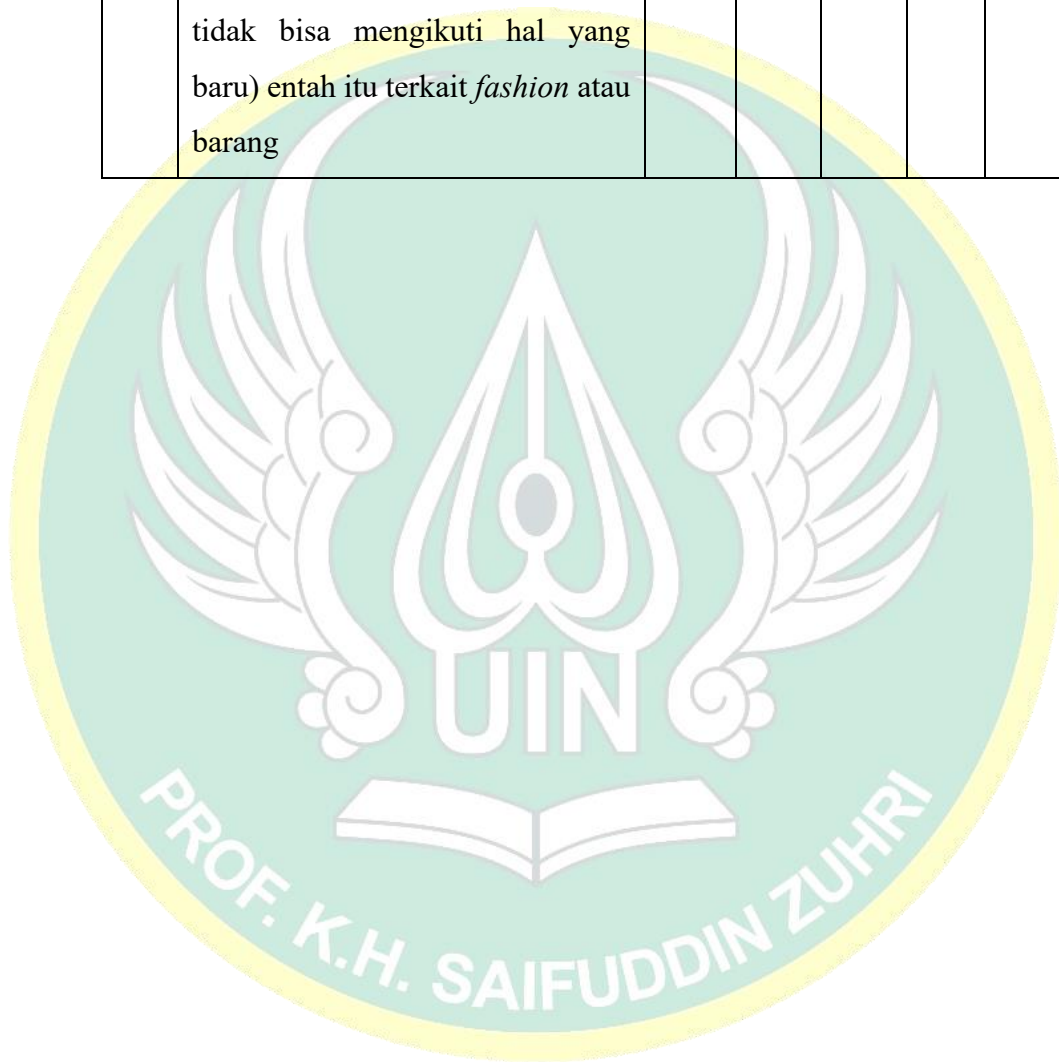 tidak bisa mengikuti hal yang
baru) entah itu terkait fashion atau
barang
UIN
PROF. K.H. SAIFUDDIN ZUHRI